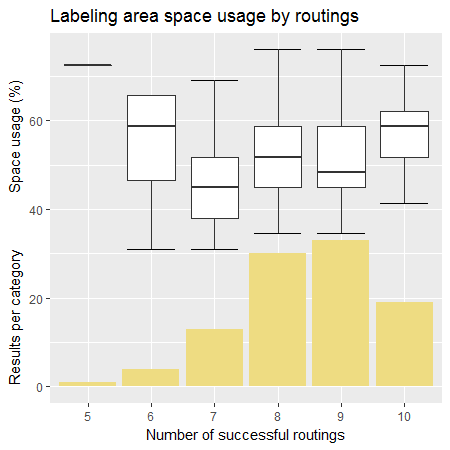 Labeling area space usage by routings
Space usage (%)
Results per category
60
40
20
0
5 6 7 8 9 10
Number of successful routings